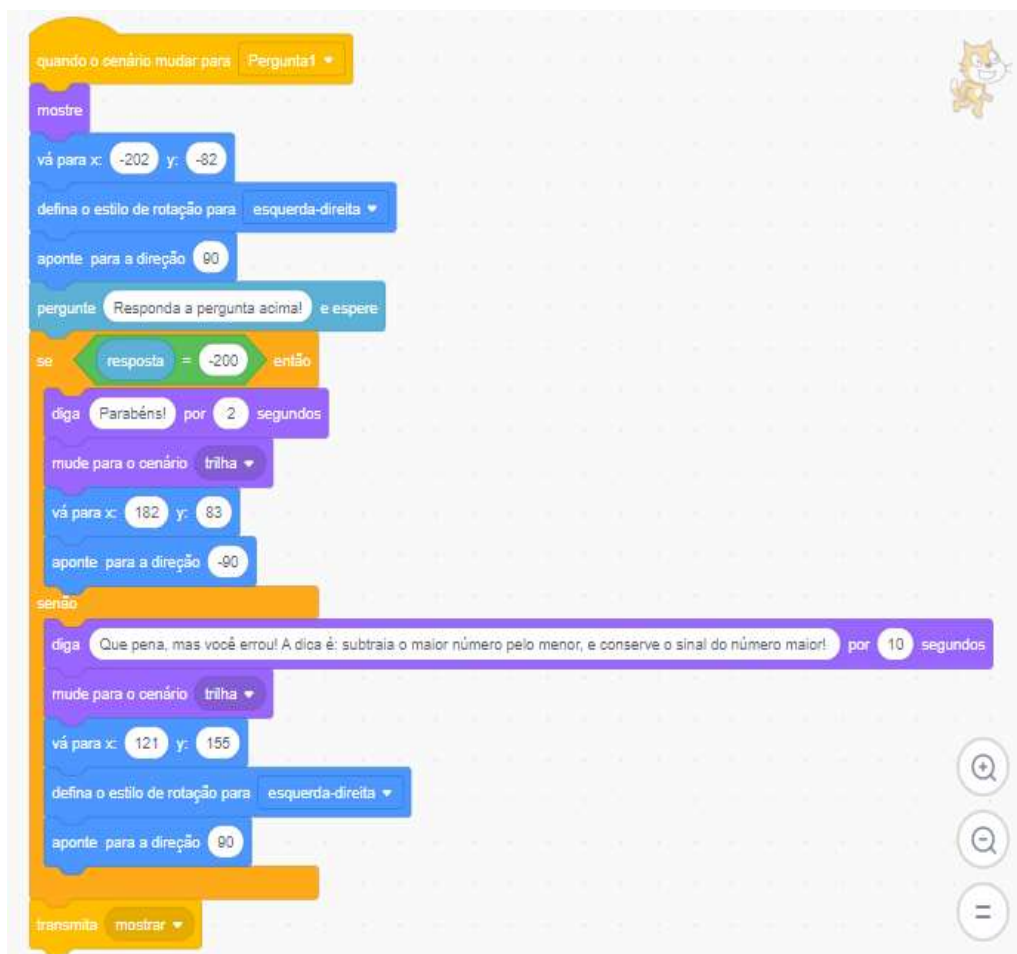 quando o cenário mudar para Pergunta1
mostre
vá para x: -202 y: -82
defina o estilo de rotação para esquerda-direita
aponte para a direção 90
pergunte Responda a pergunta acima! e espere
se resposta = -200 então
diga Parabéns! por 2 segundos
mude para o cenário trilha
vá para x: 182 y: 83
aponte para a direção -90
senão
diga Que pena, mas você errou! A dica é: subtraia o maior número pelo menor, e conserve o sinal do número maior! por 10 segundos
mude para o cenário trilha
vá para x: 121 y: 155
defina o estilo de rotação para esquerda-direita
aponte para a direção 90
transmita mostrar